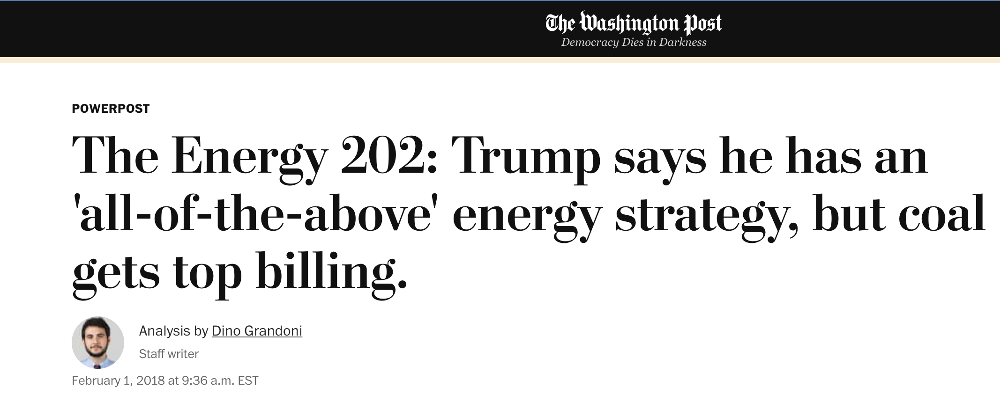 The Washington Post
Democracy Dies in Darkness
POWERPOST
The Energy 202: Trump says he has an
'all-of-the-above' energy strategy, but coal
gets top billing.
Analysis by Dino Grandoni
Staff writer
February 1, 2018 at 9:36 a.m. EST